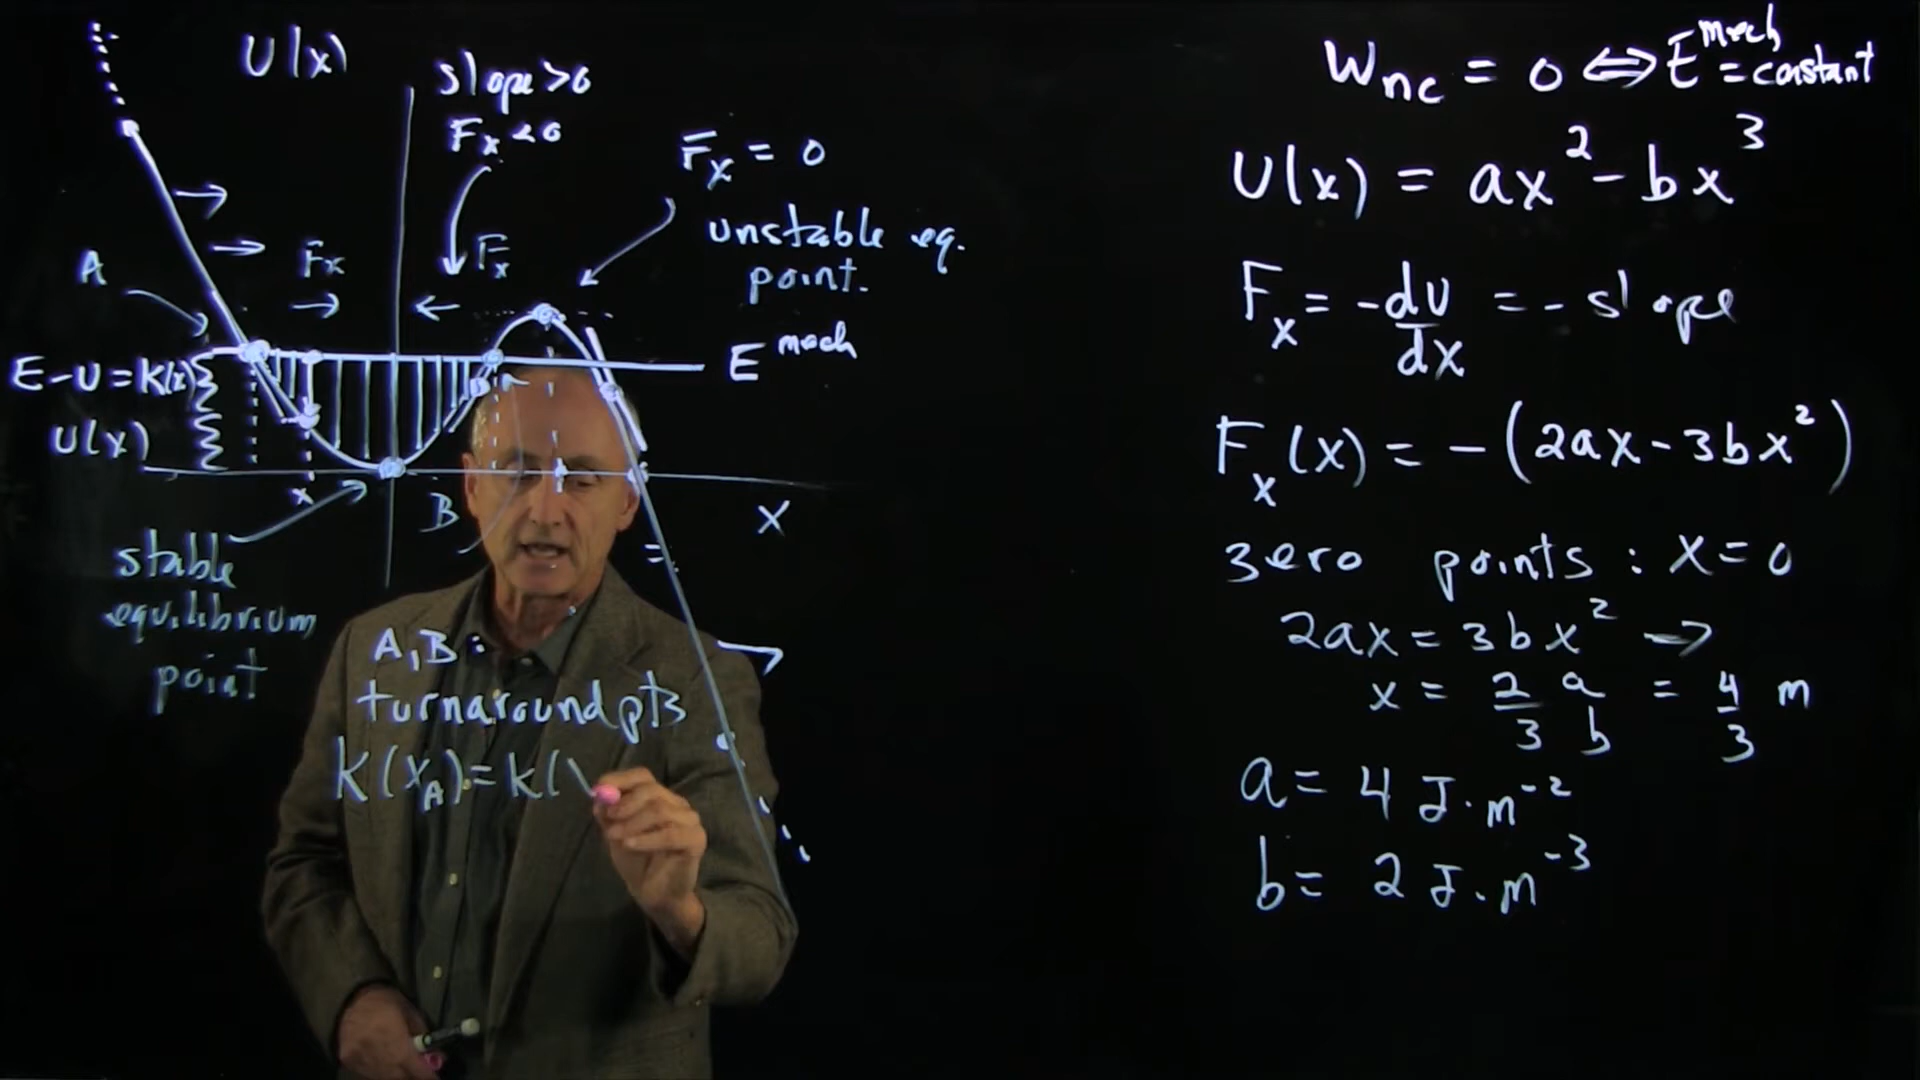 U(x)
slope>0
Fx<0
Fx = 0
unstable eq.
point.
A
Fx
Fx
E mech
E-U=K(x)
U(x)
x
B
X
stable
equilibrium
point
A,B:
turnaround pts
K(xA)=K(
Wnc = 0 ⇔ E^mech = constant
U(x) = ax² - bx³
Fx = -dU/dx = - slope
Fx(x) = -(2ax-3bx²)
zero points: x=0
2ax = 3bx² →
x = 2/3 a/b = 4/3 m
a = 4 J·m⁻²
b = 2 J·m⁻³